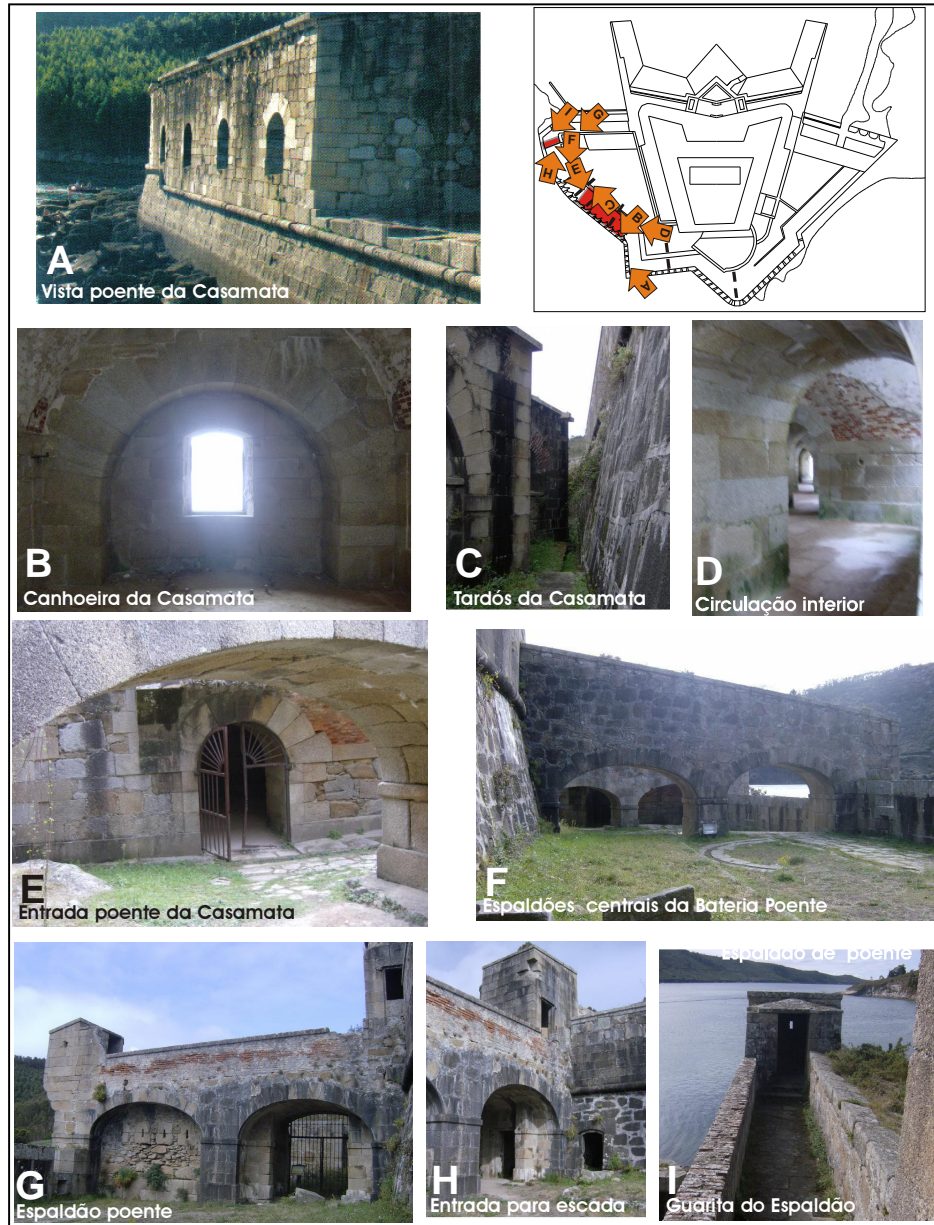 A
Vista poente da Casamata
I
G
F
E
H
C
B
D
A
B
Canhoeira da Casamata
C
Tardós da Casamata
D
Circulação interior
E
Entrada poente da Casamata
F
Espaldões centrais da Bateria Poente
G
Espaldão poente
H
Entrada para escada
Espaldão de poente
I
Guarita do Espaldão